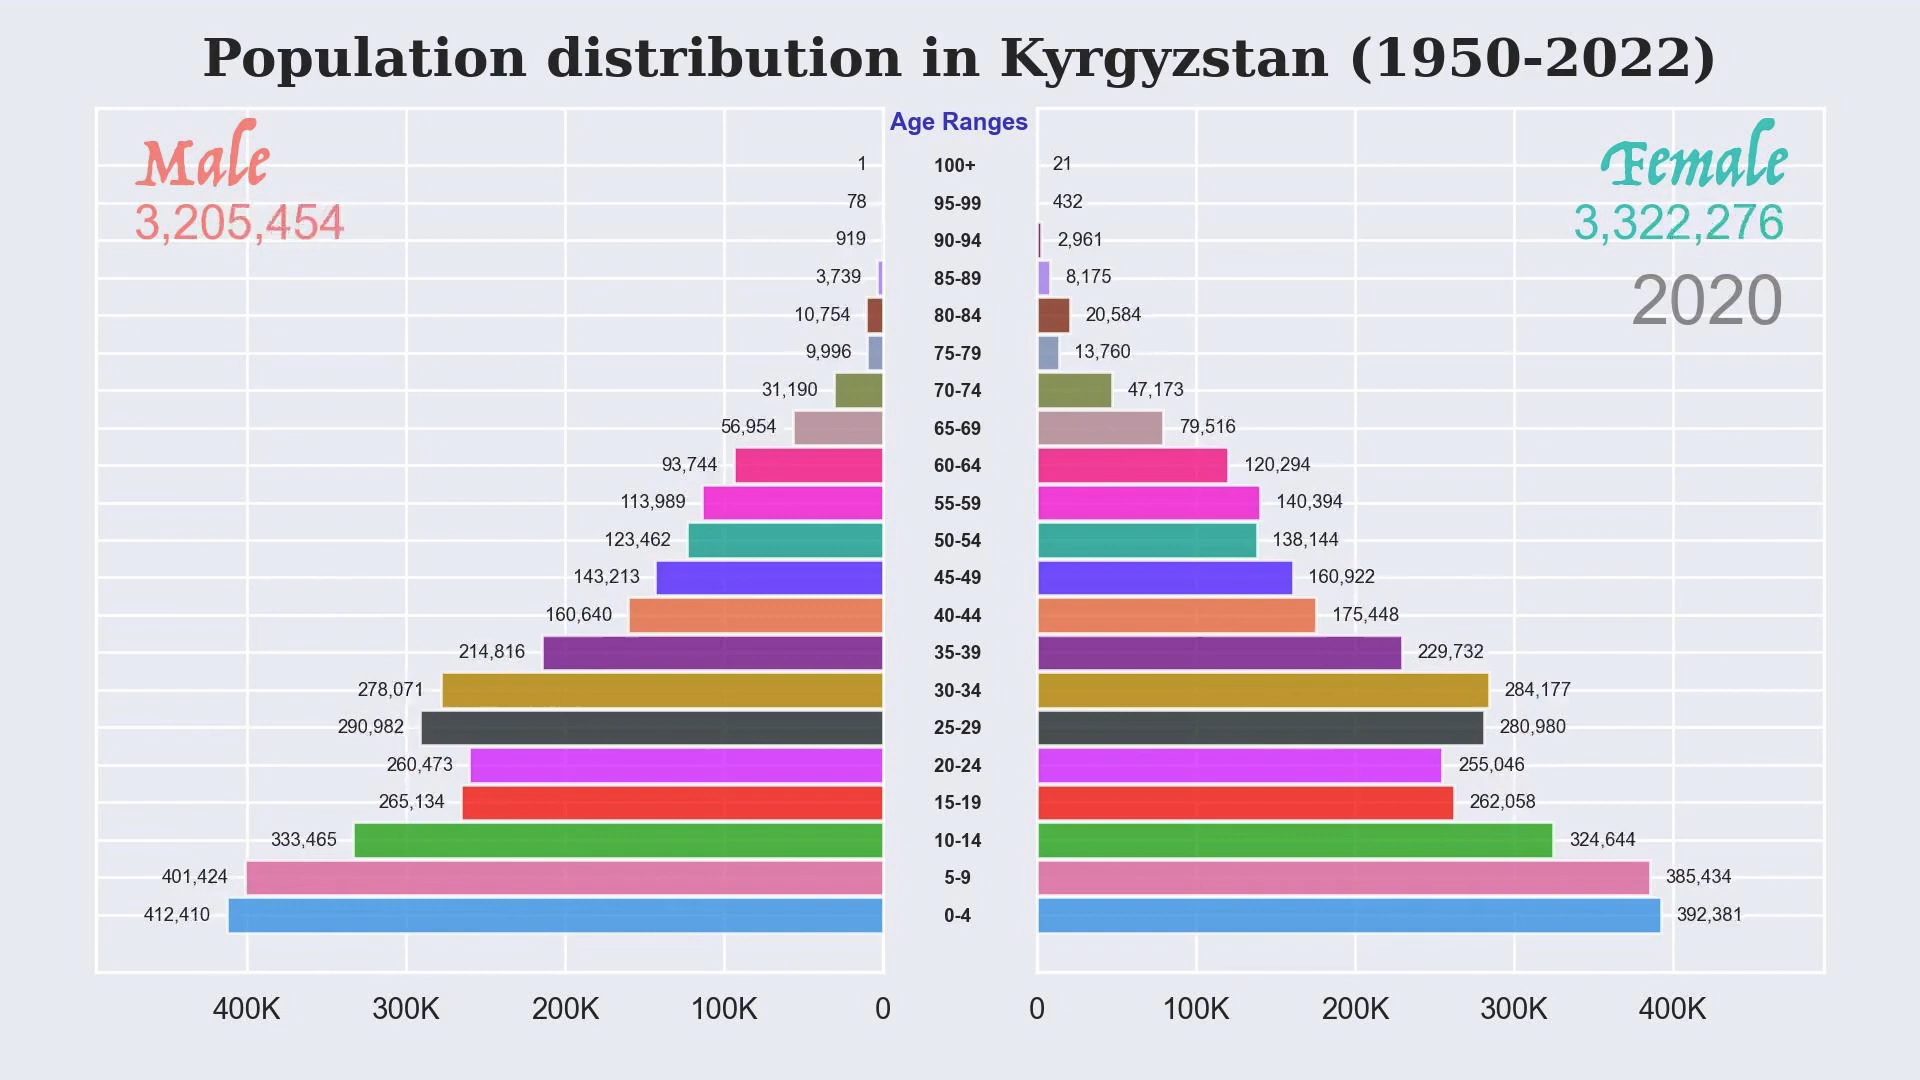 Population distribution in Kyrgyzstan (1950-2022)
Age Ranges
Male
Female
3,205,454
3,322,276
2020
1 100+ 21
78 95-99 432
919 90-94 2,961
3,739 85-89 8,175
10,754 80-84 20,584
9,996 75-79 13,760
31,190 70-74 47,173
56,954 65-69 79,516
93,744 60-64 120,294
113,989 55-59 140,394
123,462 50-54 138,144
143,213 45-49 160,922
160,640 40-44 175,448
214,816 35-39 229,732
278,071 30-34 284,177
290,982 25-29 280,980
260,473 20-24 255,046
265,134 15-19 262,058
333,465 10-14 324,644
401,424 5-9 385,434
412,410 0-4 392,381
400K 300K 200K 100K 0 0 100K 200K 300K 400K